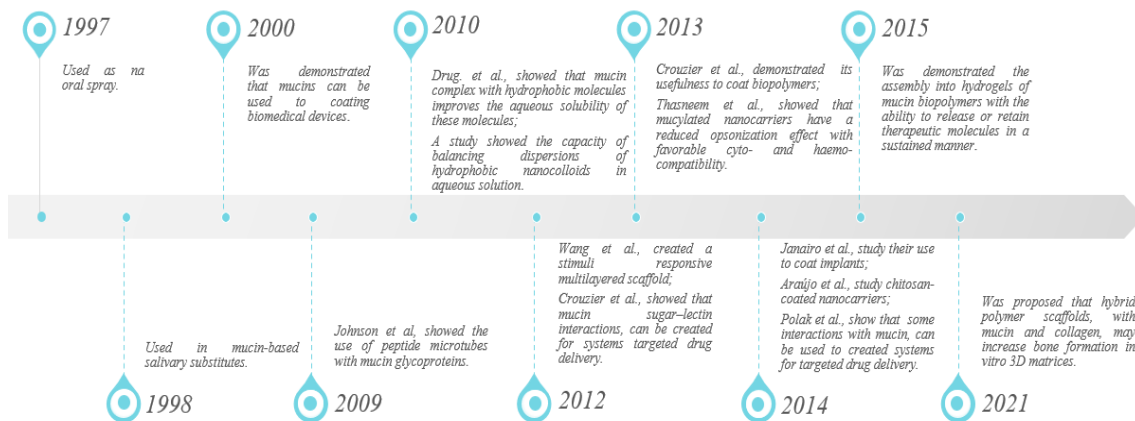 1997
Used as na
oral spray.
2000
Was demonstrated
that mucins can be
used to coating
biomedical devices.
2010
Drug. et al., showed that mucin
complex with hydrophobic molecules
improves the aqueous solubility of
these molecules;
A study showed the capacity of
balancing dispersions of
hydrophobic nanocolloids in
aqueous solution.
2013
Crouzier et al., demonstrated its
usefulness to coat biopolymers;
Thasneem et al., showed that
mucylated nanocarriers have a
reduced opsonization effect with
favorable cyto- and haemo-
compatibility.
2015
Was demonstrated the
assembly into hydrogels of
mucin biopolymers with the
ability to release or retain
therapeutic molecules in a
sustained manner.
Used in mucin-based
salivary substitutes.
1998
Johnson et al, showed the
use of peptide microtubes
with mucin glycoproteins.
2009
Wang et al., created a
stimuli responsive
multilayered scaffold;
Crouzier et al., showed that
mucin sugar–lectin
interactions, can be created
for systems targeted drug
delivery.
2012
Janairo et al., study their use
to coat implants;
Araújo et al., study chitosan-
coated nanocarriers;
Polak et al., show that some
interactions with mucin, can
be used to created systems
for targeted drug delivery.
2014
Was proposed that hybrid
polymer scaffolds, with
mucin and collagen, may
increase bone formation in
vitro 3D matrices.
2021